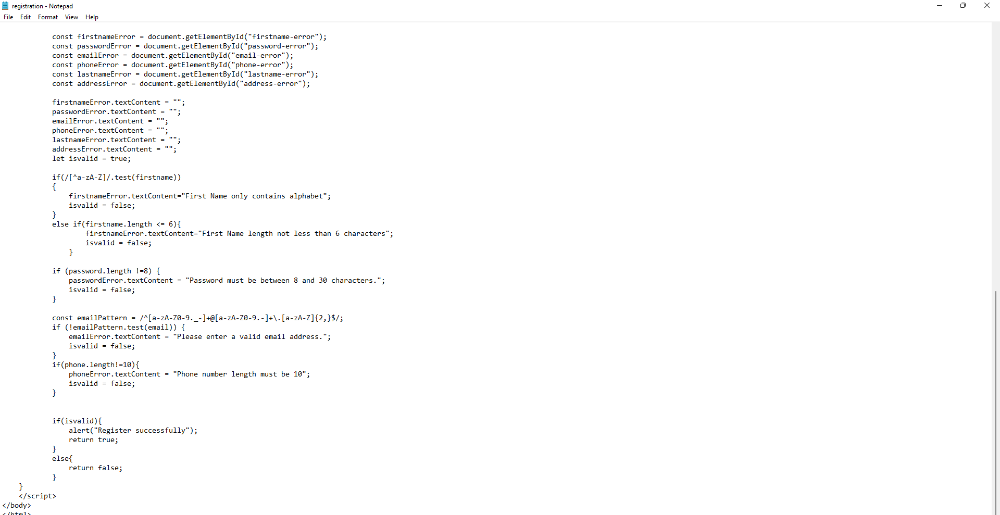 registration - Notepad
File Edit Format View Help
const firstnameError = document.getElementById("firstname-error");
const passwordError = document.getElementById("password-error");
const emailError = document.getElementById("email-error");
const phoneError = document.getElementById("phone-error");
const lastnameError = document.getElementById("lastname-error");
const addressError = document.getElementById("address-error");
firstnameError.textContent = "";
passwordError.textContent = "";
emailError.textContent = "";
phoneError.textContent = "";
lastnameError.textContent = "";
addressError.textContent = "";
let isvalid = true;
if(/[^a-zA-Z]/.test(firstname))
{
firstnameError.textContent="First Name only contains alphabet";
isvalid = false;
}
else if(firstname.length <= 6){
firstnameError.textContent="First Name length not less than 6 characters";
isvalid = false;
}
if (password.length !=8) {
passwordError.textContent = "Password must be between 8 and 30 characters.";
isvalid = false;
}
const emailPattern = /^[a-zA-Z0-9._-]+@[a-zA-Z0-9.-]+\.[a-zA-Z]{2,}$/;
if (!emailPattern.test(email)) {
emailError.textContent = "Please enter a valid email address.";
isvalid = false;
}
if(phone.length!=10){
phoneError.textContent = "Phone number length must be 10";
isvalid = false;
}
if(isvalid){
alert("Register successfully");
return true;
}
else{
return false;
}
}
</script>
</body>
</html>